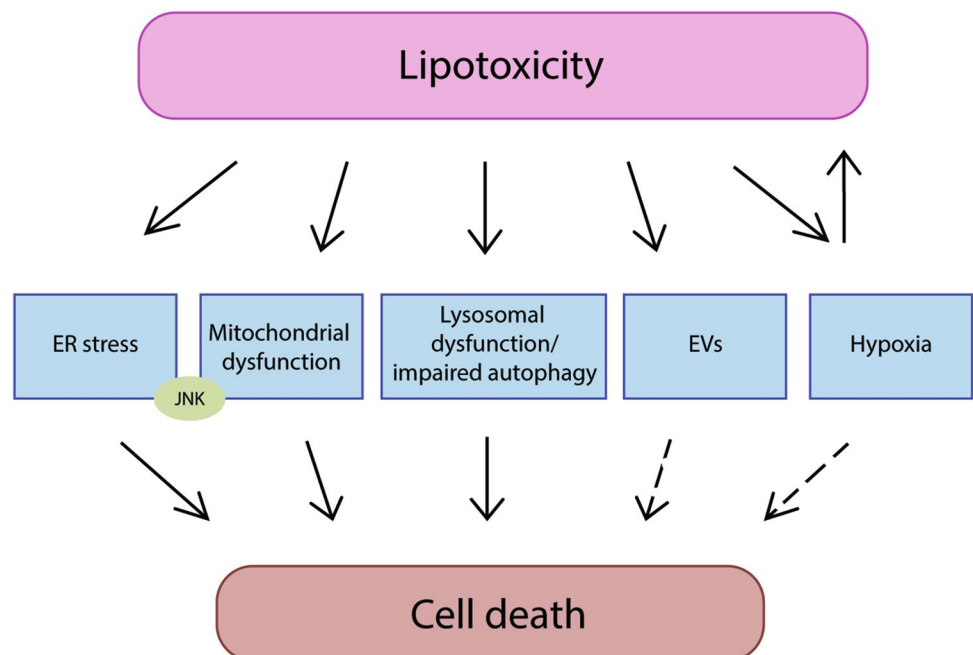 Lipotoxicity
ER stress
Mitochondrial
dysfunction
Lysosomal
dysfunction/
impaired autophagy
EVs
Hypoxia
JNK
Cell death